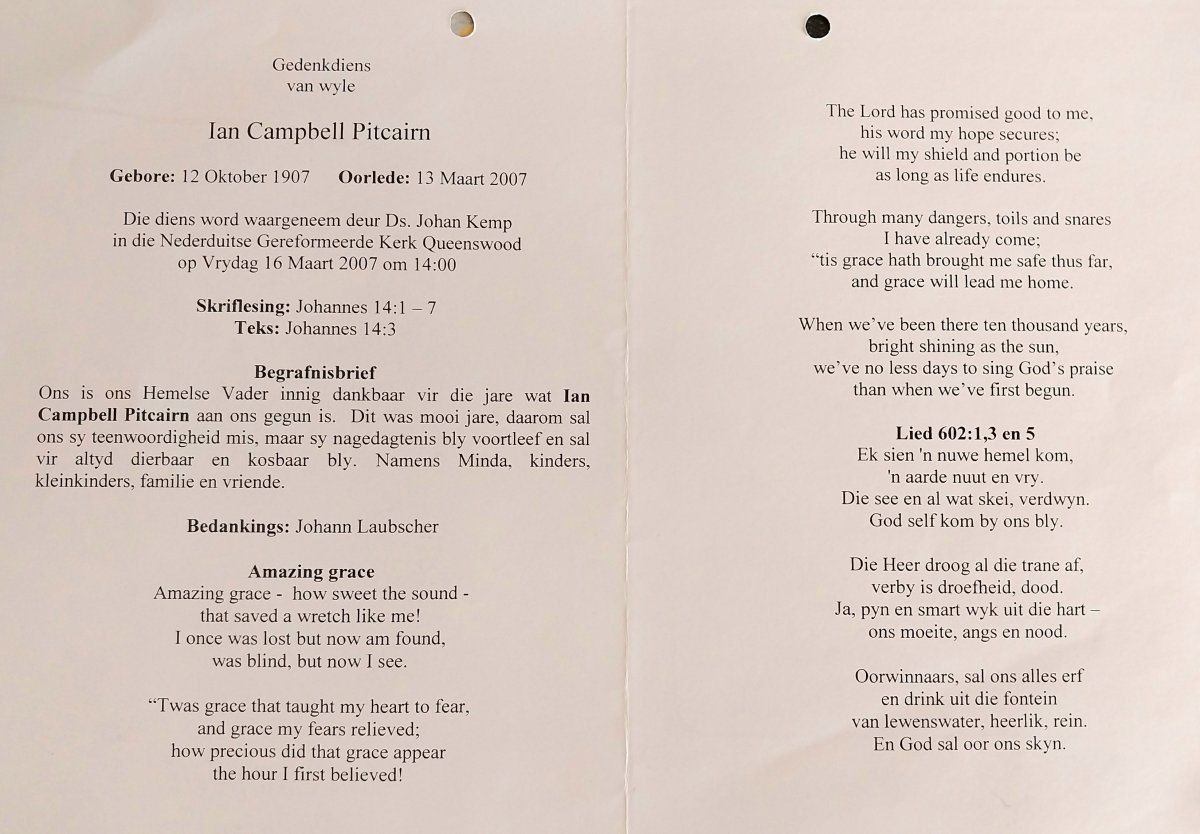 Gedenkdiens
van wyle
Ian Campbell Pitcairn
Gebore: 12 Oktober 1907 Oorlede: 13 Maart 2007
Die diens word waargeneem deur Ds. Johan Kemp
in die Nederduitse Gereformeerde Kerk Queenswood
op Vrydag 16 Maart 2007 om 14:00
Skriflesing: Johannes 14:1 – 7
Teks: Johannes 14:3
Begrafnisbrief
Ons is ons Hemelse Vader innig dankbaar vir die jare wat Ian
Campbell Pitcairn aan ons gegun is. Dit was mooi jare, daarom sal
ons sy teenwoordigheid mis, maar sy nagedagtenis bly voortleef en sal
vir altyd dierbaar en kosbaar bly. Namens Minda, kinders,
kleinkinders, familie en vriende.
Bedankings: Johann Laubscher
Amazing grace
Amazing grace - how sweet the sound -
that saved a wretch like me!
I once was lost but now am found,
was blind, but now I see.
“Twas grace that taught my heart to fear,
and grace my fears relieved;
how precious did that grace appear
the hour I first believed!
The Lord has promised good to me,
his word my hope secures;
he will my shield and portion be
as long as life endures.
Through many dangers, toils and snares
I have already come;
“tis grace hath brought me safe thus far,
and grace will lead me home.
When we’ve been there ten thousand years,
bright shining as the sun,
we’ve no less days to sing God’s praise
than when we’ve first begun.
Lied 602:1,3 en 5
Ek sien 'n nuwe hemel kom,
'n aarde nuut en vry.
Die see en al wat skei, verdwyn.
God self kom by ons bly.
Die Heer droog al die trane af,
verby is droefheid, dood.
Ja, pyn en smart wyk uit die hart –
ons moeite, angs en nood.
Oorwinnaars, sal ons alles erf
en drink uit die fontein
van lewenswater, heerlik, rein.
En God sal oor ons skyn.